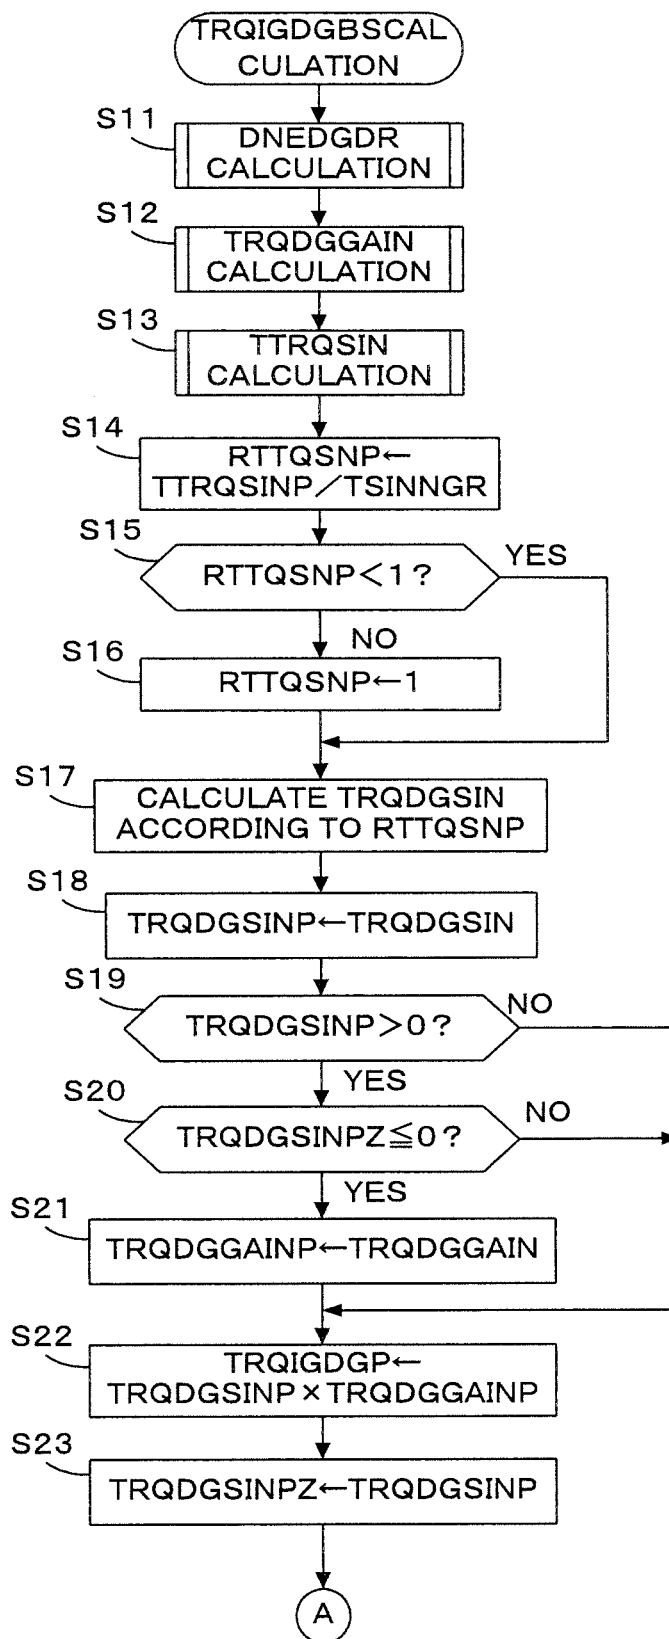 TRQIGDGBSCAL
CULATION
S11
DNEDGDR
CALCULATION
S12
TRQDGGAIN
CALCULATION
S13
TTRQSIN
CALCULATION
S14
RTTQSNP←
TTRQSINP/TSINNGR
S15
RTTQSNP<1?
YES
NO
S16
RTTQSNP←1
S17
CALCULATE TRQDGSIN
ACCORDING TO RTTQSNP
S18
TRQDGSINP←TRQDGSIN
S19
TRQDGSINP>0?
NO
YES
S20
TRQDGSINPZ≦0?
NO
YES
S21
TRQDGGAINP←TRQDGGAIN
S22
TRQIGDGP←
TRQDGSINP×TRQDGGAINP
S23
TRQDGSINPZ←TRQDGSINP
A